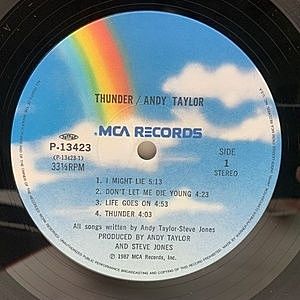 THUNDER / ANDY TAYLOR
MCA RECORDS
P-13423
(P-13423-1)
33⅓RPM
SIDE
1
STEREO
1. I MIGHT LIE 5:13
2. DON'T LET ME DIE YOUNG 4:23
3. LIFE GOES ON 4:53
4. THUNDER 4:03
All songs written by Andy Taylor-Steve Jones
PRODUCED BY ANDY TAYLOR
AND STEVE JONES
℗ 1987 MCA Records, Inc.